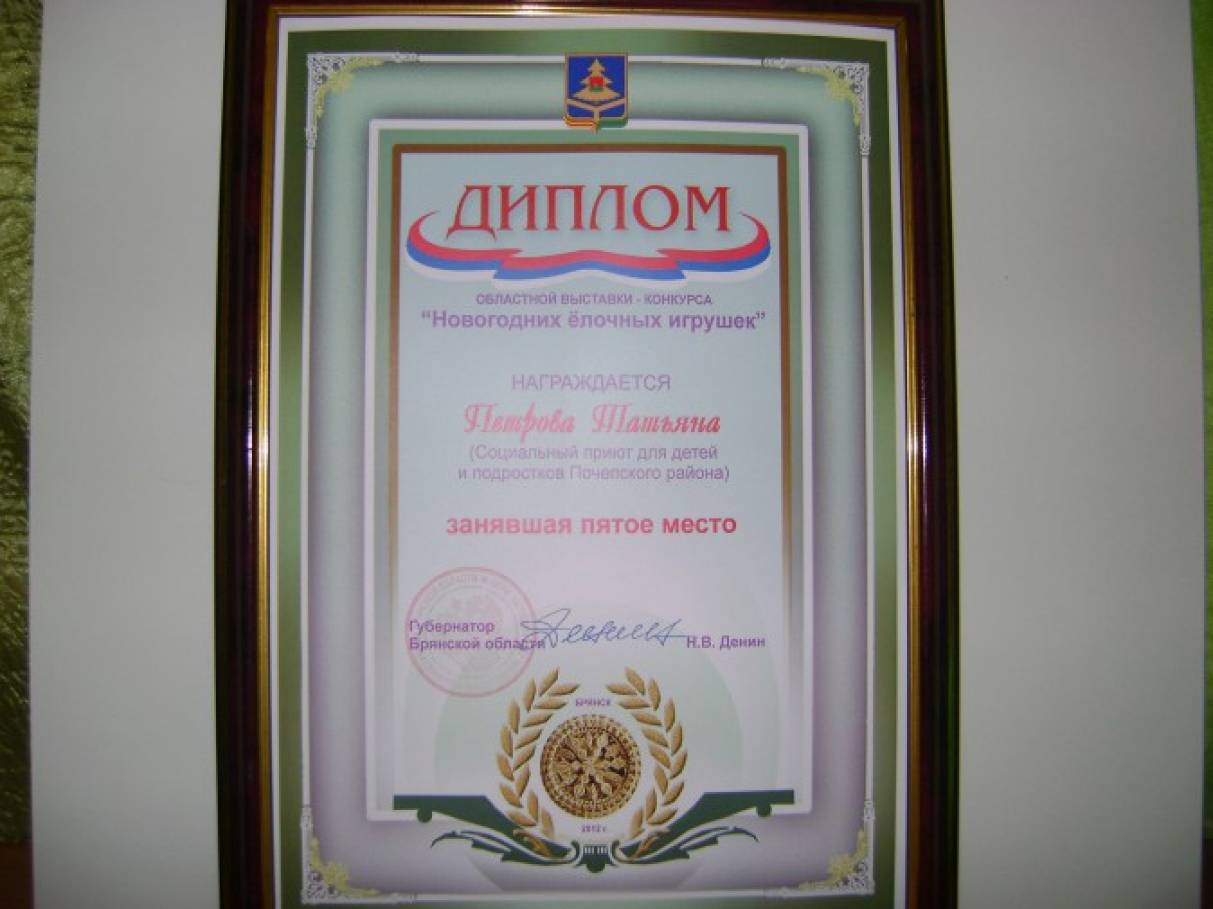 ДИПЛОМ
ОБЛАСТНОЙ ВЫСТАВКИ - КОНКУРСА
“Новогодних ёлочных игрушек”
НАГРАЖДАЕТСЯ
Петрова Татьяна
(Социальный приют для детей
и подростков Почепского района)
занявшая пятое место
Губернатор
Брянской области
Н.В. Денин
БРЯНСК
2012 г.